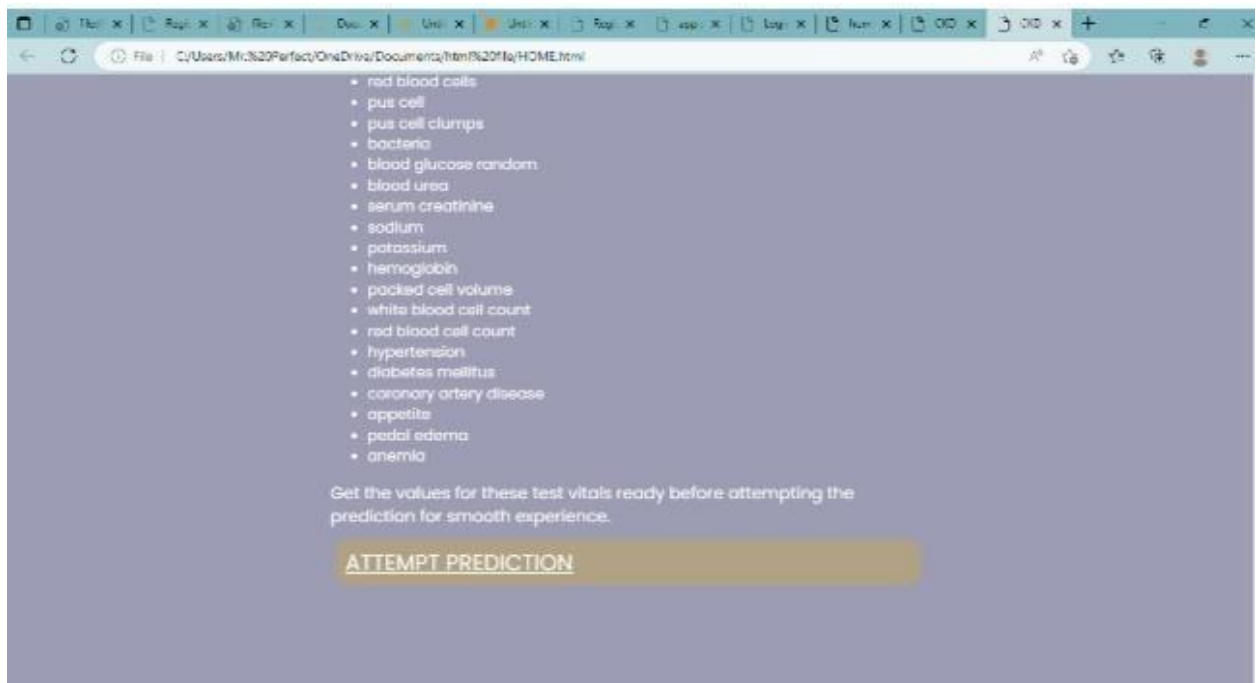 File C:/Users/Mr.%20Perfect/OneDrive/Documents/html%20file/HOME.html
red blood cells
pus cell
pus cell clumps
bacteria
blood glucose random
blood urea
serum creatinine
sodium
potassium
hemoglobin
packed cell volume
white blood cell count
red blood cell count
hypertension
diabetes mellitus
coronary artery disease
appetite
pedal edema
anemia
Get the values for these test vitals ready before attempting the
prediction for smooth experience.
ATTEMPT PREDICTION